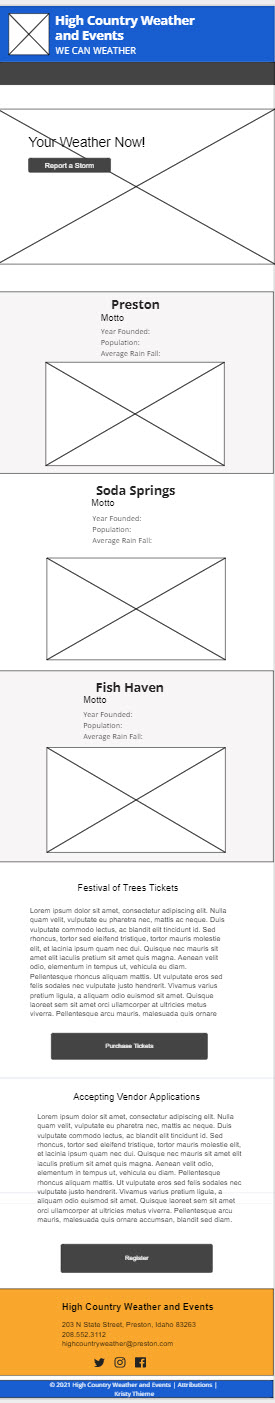 High Country Weather
and Events
WE CAN WEATHER
Your Weather Now!
Report a Storm
Preston
Motto
Year Founded:
Population:
Average Rain Fall:
Soda Springs
Motto
Year Founded:
Population:
Average Rain Fall:
Fish Haven
Motto
Year Founded:
Population:
Average Rain Fall:
Festival of Trees Tickets
Lorem ipsum dolor sit amet, consectetur adipiscing elit. Nulla
quam velit, vulputate eu pharetra nec, mattis ac neque. Duis
vulputate commodo lectus, ac blandit elit tincidunt id. Sed
rhoncus, tortor sed eleifend tristique, tortor mauris molestie
elit, et lacinia ipsum quam nec dui. Quisque nec mauris sit
amet elit iaculis pretium sit amet quis magna. Aenean velit
odio, elementum in tempus ut, vehicula eu diam.
Pellentesque rhoncus aliquam mattis. Ut vulputate eros sed
felis sodales nec vulputate justo hendrerit. Vivamus varius
pretium ligula, a aliquam odio euismod sit amet. Quisque
laoreet sem sit amet orci ullamcorper at ultricies metus
viverra. Pellentesque arcu mauris, malesuada quis ornare
Purchase Tickets
Accepting Vendor Applications
Lorem ipsum dolor sit amet, consectetur adipiscing elit. Nulla
quam velit, vulputate eu pharetra nec, mattis ac neque. Duis
vulputate commodo lectus, ac blandit elit tincidunt id. Sed
rhoncus, tortor sed eleifend tristique, tortor mauris molestie elit,
et lacinia ipsum quam nec dui. Quisque nec mauris sit amet elit
iaculis pretium sit amet quis magna. Aenean velit odio,
elementum in tempus ut, vehicula eu diam. Pellentesque
rhoncus aliquam mattis. Ut vulputate eros sed felis sodales nec
vulputate justo hendrerit. Vivamus varius pretium ligula, a
aliquam odio euismod sit amet. Quisque laoreet sem sit amet
orci ullamcorper at ultricies metus viverra. Pellentesque arcu
mauris, malesuada quis ornare accumsan, blandit sed diam.
Register
High Country Weather and Events
203 N State Street, Preston, Idaho 83263
208.552.3112
highcountryweather@preston.com
© 2021 High Country Weather and Events | Attributions |
Kristy Thieme